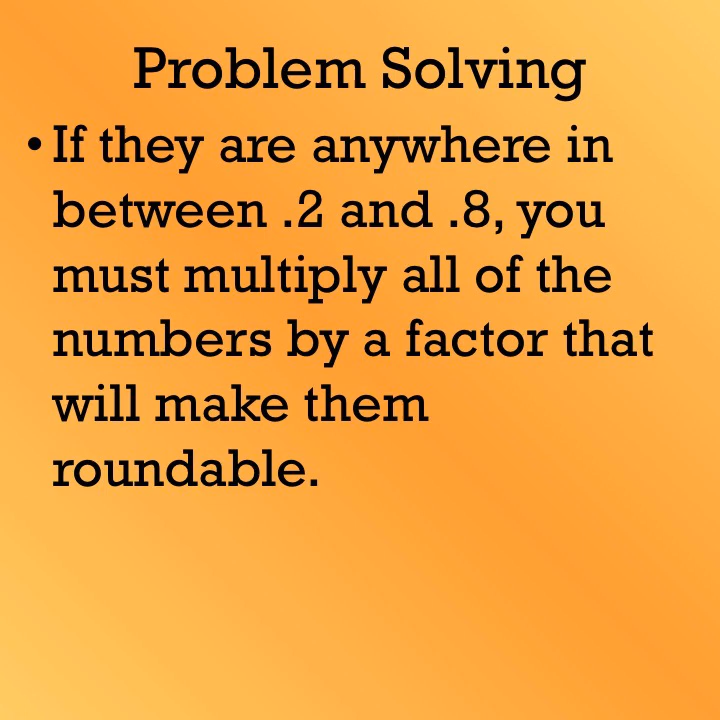 Problem Solving
• If they are anywhere in
between .2 and .8, you
must multiply all of the
numbers by a factor that
will make them
roundable.